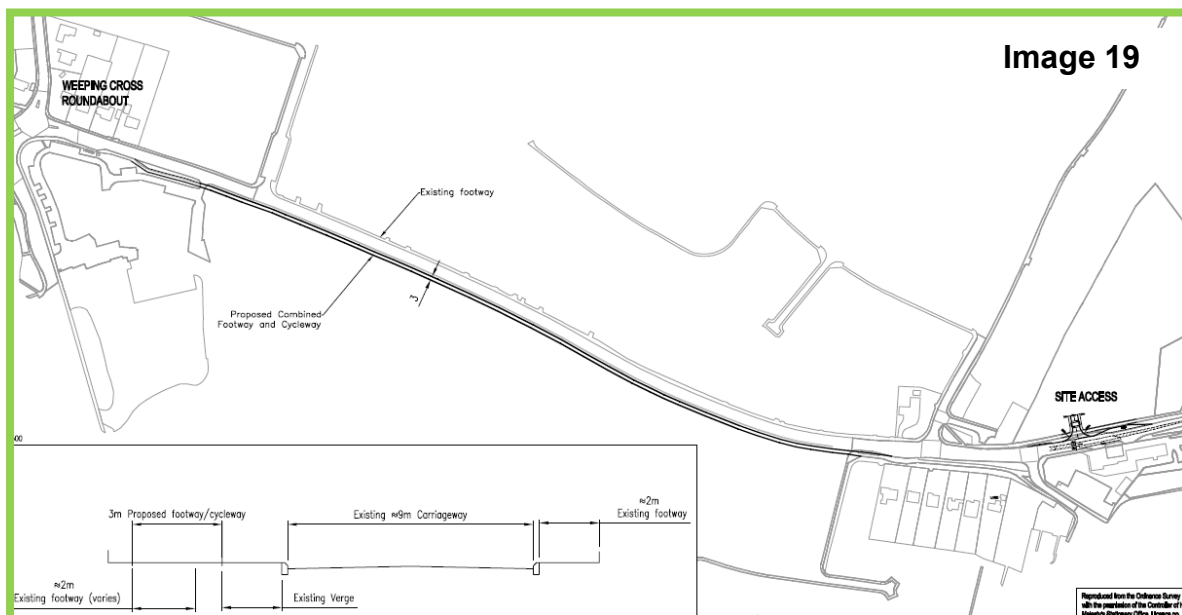 Image 19
WEEPING CROSS
ROUNDABOUT
Existing footway
3
Proposed Combined
Footway and Cycleway
SITE ACCESS
3m Proposed footway/cycleway
Existing ≈9m Carriageway
≈2m
Existing footway
≈2m
Existing footway (varies)
Existing Verge
Reproduced from the Ordnance Survey
with the permission of the Controller of